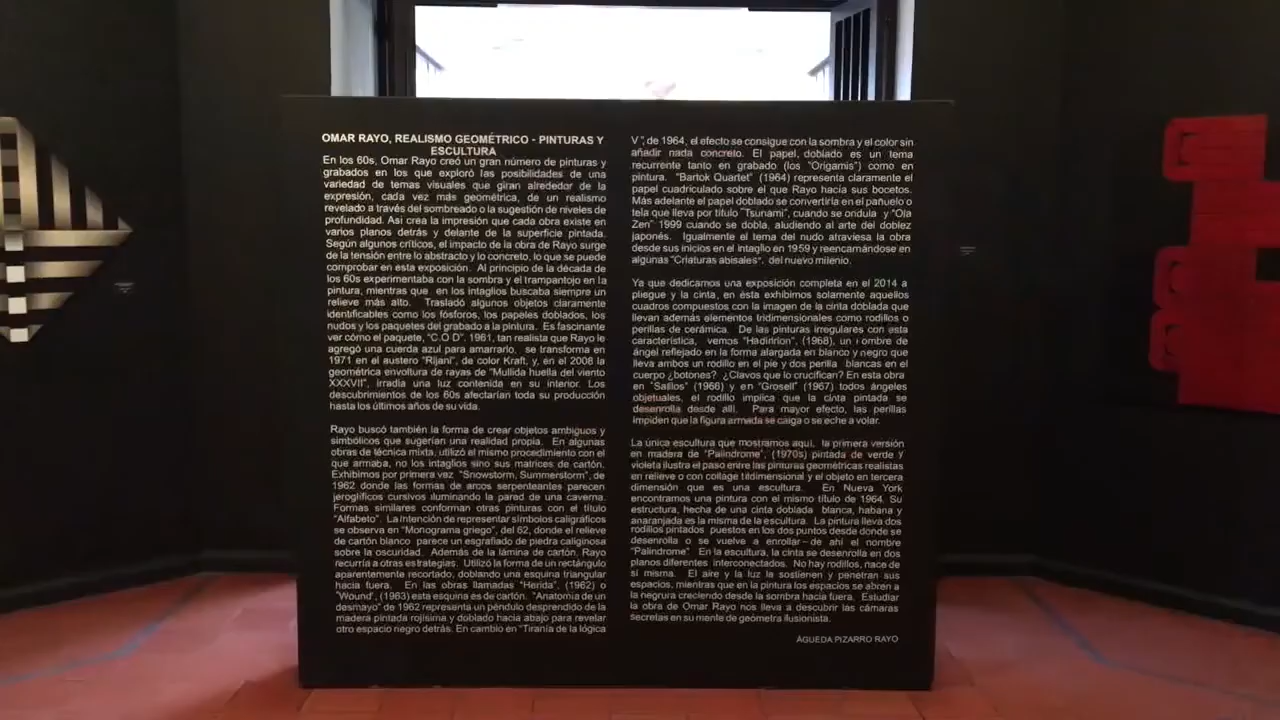 OMAR RAYO, REALISMO GEOMÉTRICO - PINTURAS Y
ESCULTURA
En los 60s, Omar Rayo creó un gran número de pinturas y
grabados en los que exploró las posibilidades de una
variedad de temas visuales que giran alrededor de la
expresión, cada vez más geométrica, de un realismo
revelado a través del sombreado o la sugestión de niveles de
profundidad. Así crea la impresión que cada obra existe en
varios planos detrás y delante de la superficie pintada.
Según algunos críticos, el impacto de la obra de Rayo surge
de la tensión entre lo abstracto y lo concreto, lo que se puede
comprobar en esta exposición. Al principio de la década de
los 60s experimentaba con la sombra y el trampantojo en la
pintura, mientras que en los intaglios buscaba siempre un
relieve más alto. Trasladó algunos objetos claramente
identificables como los fósforos, los papeles doblados, los
nudos y los paquetes del grabado a la pintura. Es fascinante
ver cómo el paquete, "C.O D". 1961, tan realista que Rayo le
agregó una cuerda azul para amarrarlo, se transforma en
1971 en el austero "Rijani", de color Kraft, y, en el 2008 la
geométrica envoltura de rayas de "Mullida huella del viento
XXXVII", irradia una luz contenida en su interior. Los
descubrimientos de los 60s afectarían toda su producción
hasta los últimos años de su vida.
Rayo buscó también la forma de crear objetos ambiguos y
simbólicos que sugerían una realidad propia. En algunas
obras de técnica mixta, utilizó el mismo procedimiento con el
que armaba, no los intaglios sino sus matrices de cartón.
Exhibimos por primera vez "Snowstorm, Summerstorm", de
1962 donde las formas de arcos serpenteantes parecen
jeroglíficos cursivos iluminando la pared de una caverna.
Formas similares conforman otras pinturas con el título
"Alfabeto". La intención de representar símbolos caligráficos
se observa en "Monograma griego", del 62, donde el relieve
de cartón blanco parece un esgrafiado de piedra caliginosa
sobre la oscuridad. Además de la lámina de cartón, Rayo
recurría a otras estrategias. Utilizó la forma de un rectángulo
aparentemente recortado, doblando una esquina triangular
hacia fuera. En las obras llamadas "Herida", (1962) o
"Wound", (1963) esta esquina es de cartón. "Anatomía de un
desmayo" de 1962 representa un péndulo desprendido de la
madera pintada rojísima y doblado hacia abajo para revelar
otro espacio negro detrás. En cambio en "Tiranía de la lógica
V", de 1964, el efecto se consigue con la sombra y el color sin
añadir nada concreto. El papel, doblado es un tema
recurrente tanto en grabado (los "Origamis") como en
pintura. "Bartok Quartet" (1964) representa claramente el
papel cuadriculado sobre el que Rayo hacía sus bocetos.
Más adelante el papel doblado se convertiría en el pañuelo o
tela que lleva por título "Tsunami", cuando se ondula y "Ola
Zen" 1999 cuando se dobla, aludiendo al arte del doblez
japonés. Igualmente el tema del nudo atraviesa la obra
desde sus inicios en el intaglio en 1959 y reencarnándose en
algunas "Criaturas abisales". del nuevo milenio.
Ya que dedicamos una exposición completa en el 2014 a
pliegue y la cinta, en ésta exhibimos solamente aquellos
cuadros compuestos con la imagen de la cinta doblada que
llevan además elementos tridimensionales como rodillos o
perillas de cerámica. De las pinturas irregulares con esta
característica, vemos "Hadiririon", (1968), un ombre de
ángel reflejado en la forma alargada en blanco y negro que
lleva ambos un rodillo en el pie y dos perilla blancas en el
cuerpo ¿botones? ¿Clavos que lo crucifican? En esta obra
en "Saillos" (1966) y en "Grosell" (1967) todos ángeles
objetuales, el rodillo implica que la cinta pintada se
desenrolla desde allí. Para mayor efecto, las perillas
impiden que la figura armada se caiga o se eche a volar.
La única escultura que mostramos aquí, la primera versión
en madera de "Palindrome", (1970s) pintada de verde y
violeta ilustra el paso entre las pinturas geométricas realistas
en relieve o con collage tridimensional y el objeto en tercera
dimensión que es una escultura. En Nueva York
encontramos una pintura con el mismo título de 1964. Su
estructura, hecha de una cinta doblada blanca, habana y
anaranjada es la misma de la escultura. La pintura lleva dos
rodillos pintados puestos en los dos puntos desde donde se
desenrolla o se vuelve a enrollar – de ahí el nombre
"Palindrome". En la escultura, la cinta se desenrolla en dos
planos diferentes interconectados. No hay rodillos, nace de
sí misma. El aire y la luz la sostienen y penetran sus
espacios, mientras que en la pintura los espacios se abren a
la negrura creciendo desde la sombra hacia fuera. Estudiar
la obra de Omar Rayo nos lleva a descubrir las cámaras
secretas en su mente de geómetra ilusionista.
ÁGUEDA PIZARRO RAYO